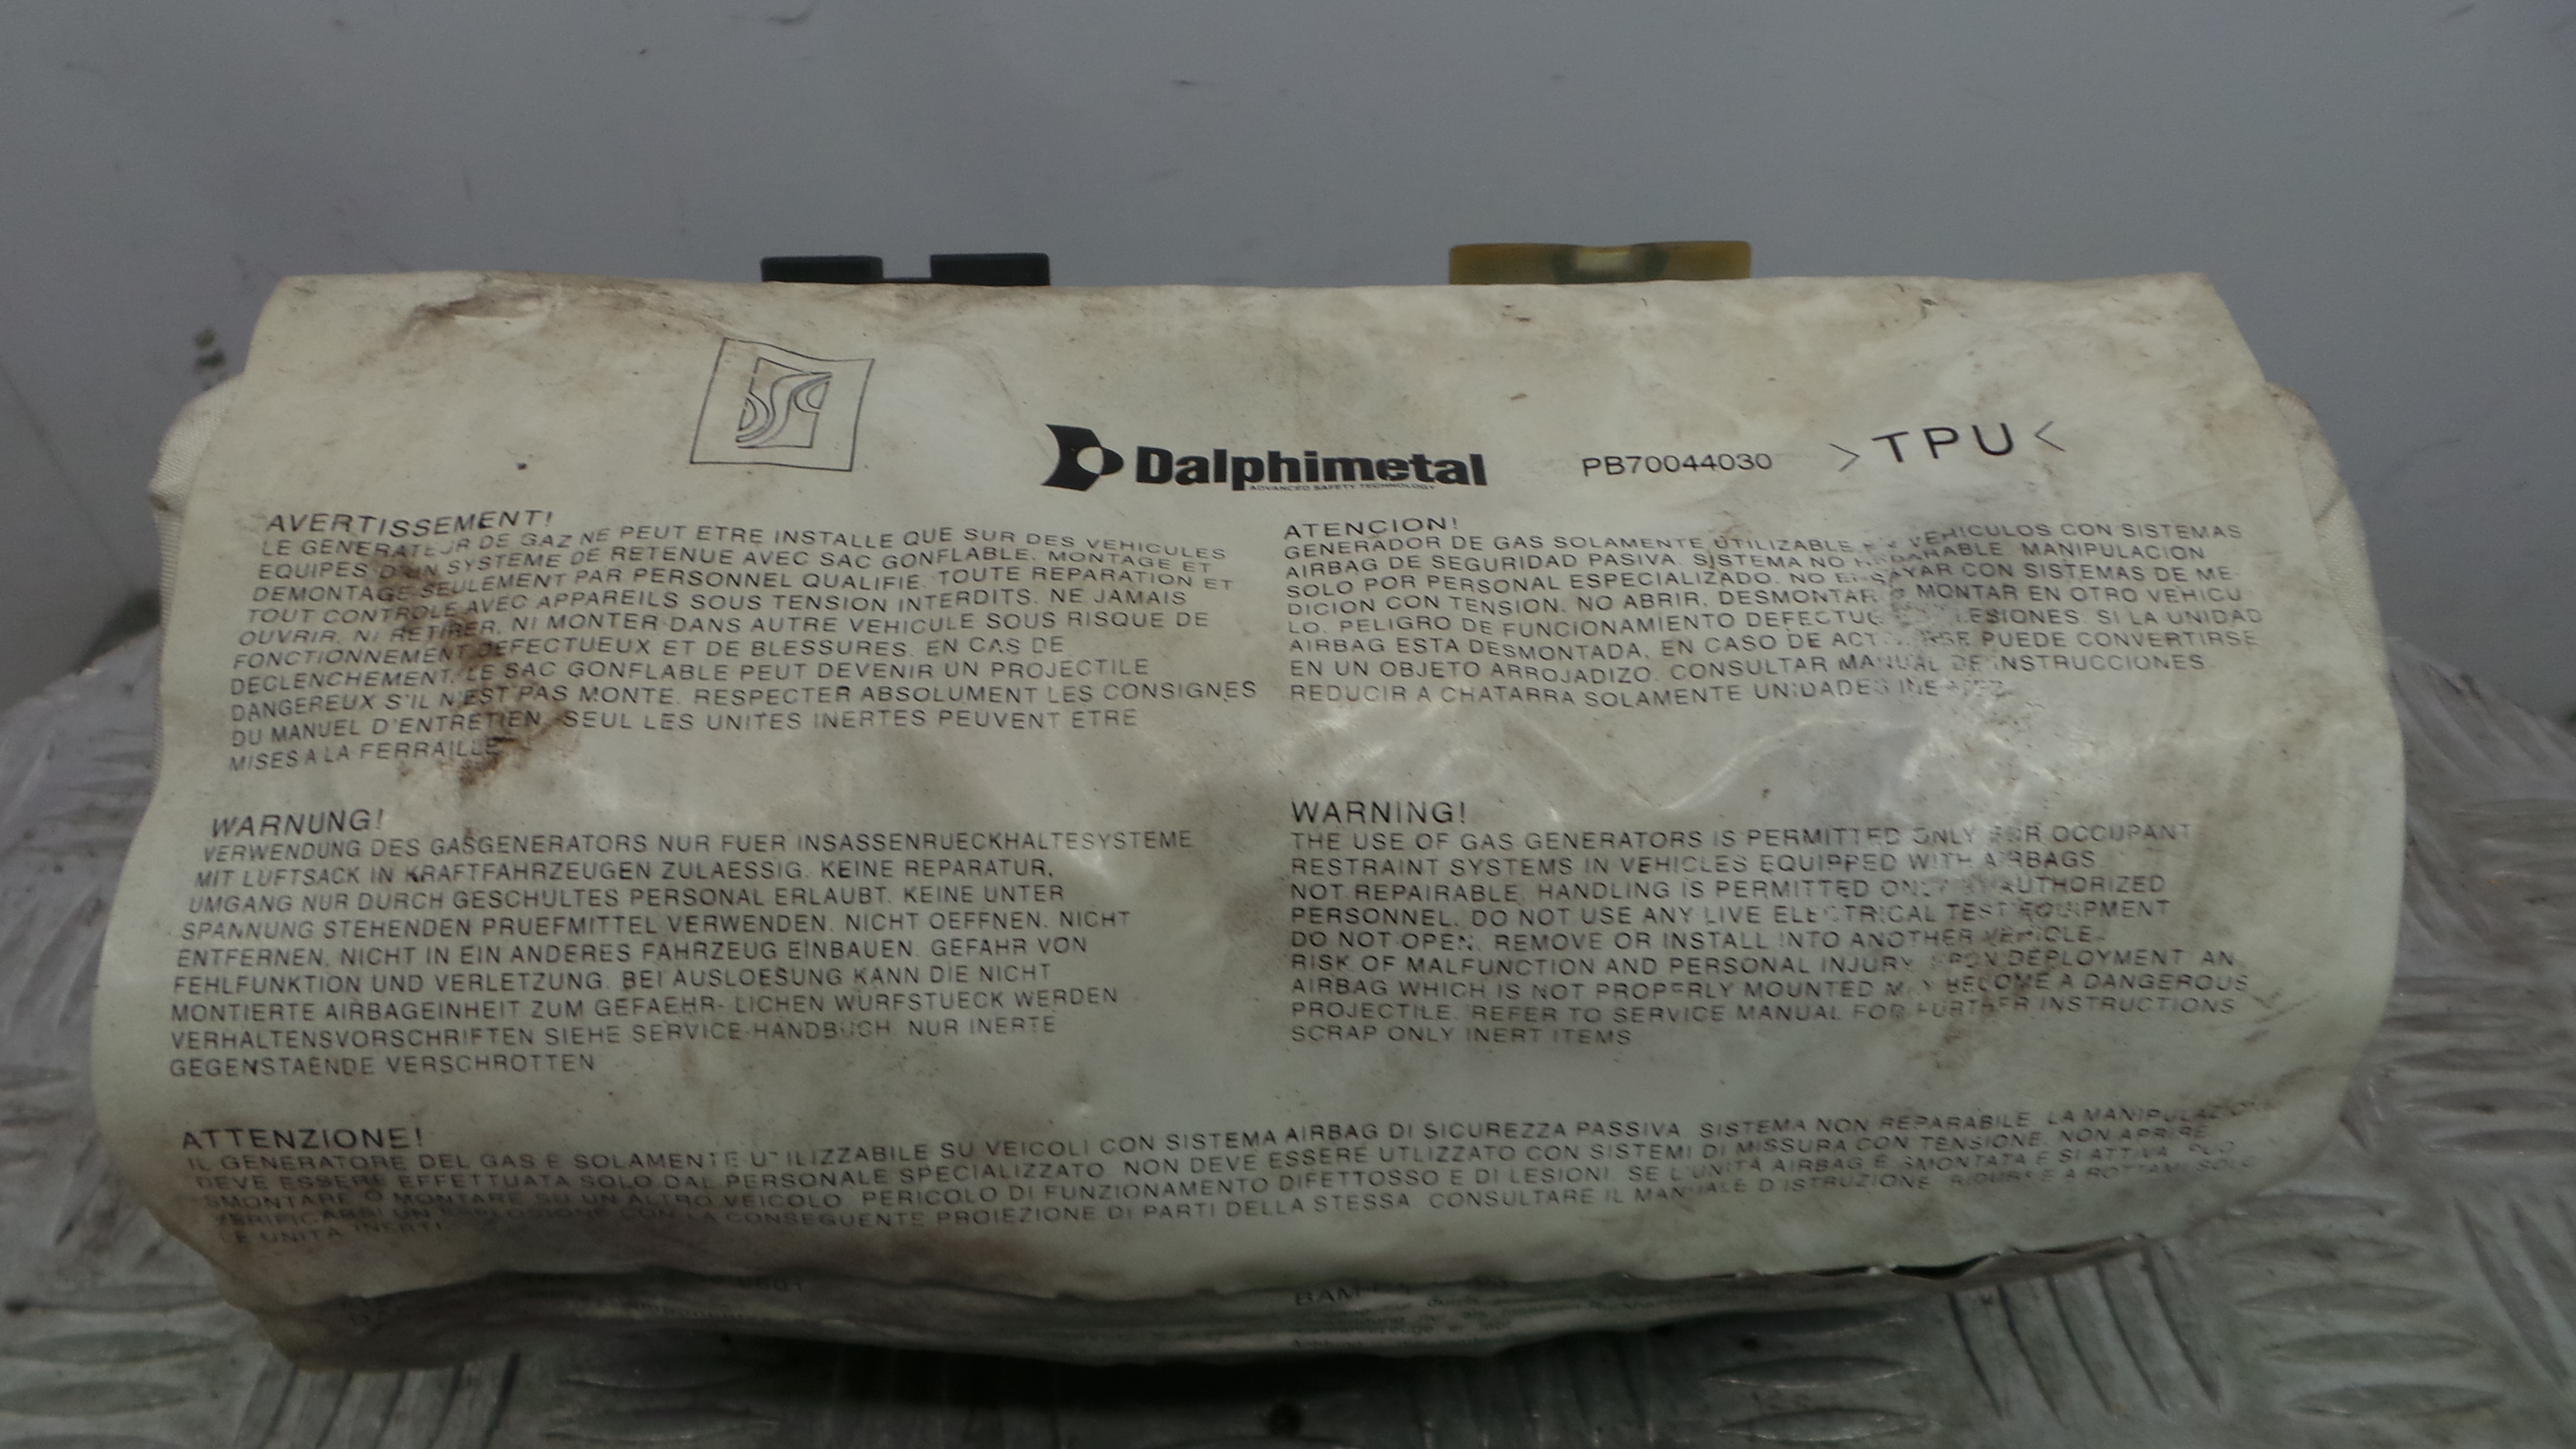 Dalphimetal
ADVANCED SAFETY TECHNOLOGY
PB70044030
>TPU<
AVERTISSEMENT!
LE GENERATEUR DE GAZ NE PEUT ETRE INSTALLE QUE SUR DES VEHICULES
EQUIPES D'UN SYSTEME DE RETENUE AVEC SAC GONFLABLE. MONTAGE ET
DEMONTAGE SEULEMENT PAR PERSONNEL QUALIFIE. TOUTE REPARATION ET
TOUT CONTROLE AVEC APPAREILS SOUS TENSION INTERDITS. NE JAMAIS
OUVRIR, NI RETIRER, NI MONTER DANS AUTRE VEHICULE SOUS RISQUE DE
FONCTIONNEMENT DEFECTUEUX ET DE BLESSURES. EN CAS DE
DECLENCHEMENT, LE SAC GONFLABLE PEUT DEVENIR UN PROJECTILE
DANGEREUX S'IL N'EST PAS MONTE. RESPECTER ABSOLUMENT LES CONSIGNES
DU MANUEL D'ENTRETIEN. SEUL LES UNITES INERTES PEUVENT ETRE
MISES A LA FERRAILLE
ATENCION!
GENERADOR DE GAS SOLAMENTE UTILIZABLE VEHICULOS CON SISTEMAS
AIRBAG DE SEGURIDAD PASIVA. SISTEMA NO REPARABLE. MANIPULACION
SOLO POR PERSONAL ESPECIALIZADO. NO ENSAYAR CON SISTEMAS DE ME-
DICION CON TENSION. NO ABRIR, DESMONTAR O MONTAR EN OTRO VEHICU
LO. PELIGRO DE FUNCIONAMIENTO LESIONES. SI LA UNIDAD
AIRBAG ESTA DESMONTADA, EN CASO DE PUEDE CONVERTIRSE
EN UN OBJETO ARROJADIZO. CONSULTAR MANUAL DE INSTRUCCIONES.
REDUCIR A CHATARRA SOLAMENTE UNIDADES
WARNUNG!
VERWENDUNG DES GASGENERATORS NUR FUER INSASSENRUECKHALTESYSTEME
MIT LUFTSACK IN KRAFTFAHRZEUGEN ZULAESSIG. KEINE REPARATUR,
UMGANG NUR DURCH GESCHULTES PERSONAL ERLAUBT. KEINE UNTER
SPANNUNG STEHENDEN PRUEFMITTEL VERWENDEN. NICHT OEFFNEN. NICHT
ENTFERNEN, NICHT IN EIN ANDERES FAHRZEUG EINBAUEN. GEFAHR VON
FEHLFUNKTION UND VERLETZUNG. BEI AUSLOESUNG KANN DIE NICHT
MONTIERTE AIRBAGEINHEIT ZUM GEFAEHR- LICHEN WURFSTUECK WERDEN
VERHALTENSVORSCHRIFTEN SIEHE SERVICE-HANDBUCH. NUR INERTE
GEGENSTAENDE VERSCHROTTEN
WARNING!
THE USE OF GAS GENERATORS IS PERMITTED ONLY FOR OCCUPANT
RESTRAINT SYSTEMS IN VEHICLES EQUIPPED WITH AIRBAGS
NOT REPAIRABLE, HANDLING IS PERMITTED ONLY BY AUTHORIZED
PERSONNEL. DO NOT USE ANY LIVE ELECTRICAL TEST EQUIPMENT
DO NOT OPEN, REMOVE OR INSTALL INTO ANOTHER VEHICLE.
RISK OF MALFUNCTION AND PERSONAL INJURY. UPON DEPLOYMENT AN
AIRBAG WHICH IS NOT PROPERLY MOUNTED MAY BECOME A DANGEROUS
PROJECTILE. REFER TO SERVICE MANUAL FOR FURTHER INSTRUCTIONS
SCRAP ONLY INERT ITEMS
ATTENZIONE!
IL GENERATORE DEL GAS E SOLAMENTE UTILIZZABILE SU VEICOLI CON SISTEMA AIRBAG DI SICUREZZA PASSIVA. SISTEMA NON REPARABILE. LA MANIPULAZIONE
DEVE ESSERE EFFETTUATA SOLO DAL PERSONALE SPECIALIZZATO. NON DEVE ESSERE UTLIZZATO CON SISTEMI DI MISSURA CON TENSIONE. NON APRIRE
SMONTARE O MONTARE SU UN ALTRO VEICOLO. PERICOLO DI FUNZIONAMENTO DIFETTOSSO E DI LESIONI. SE L'UNITA AIRBAG E SMONTATA E SI ATTIVA. PUO
VERIFICARSI UN ESPLOSIONE CON LA CONSEGUENTE PROIEZIONE DI PARTI DELLA STESSA. CONSULTARE IL MANUALE D'ISTRUZIONE. RIDURRE A ROTTAMI SOLO
LE UNITA INERTI